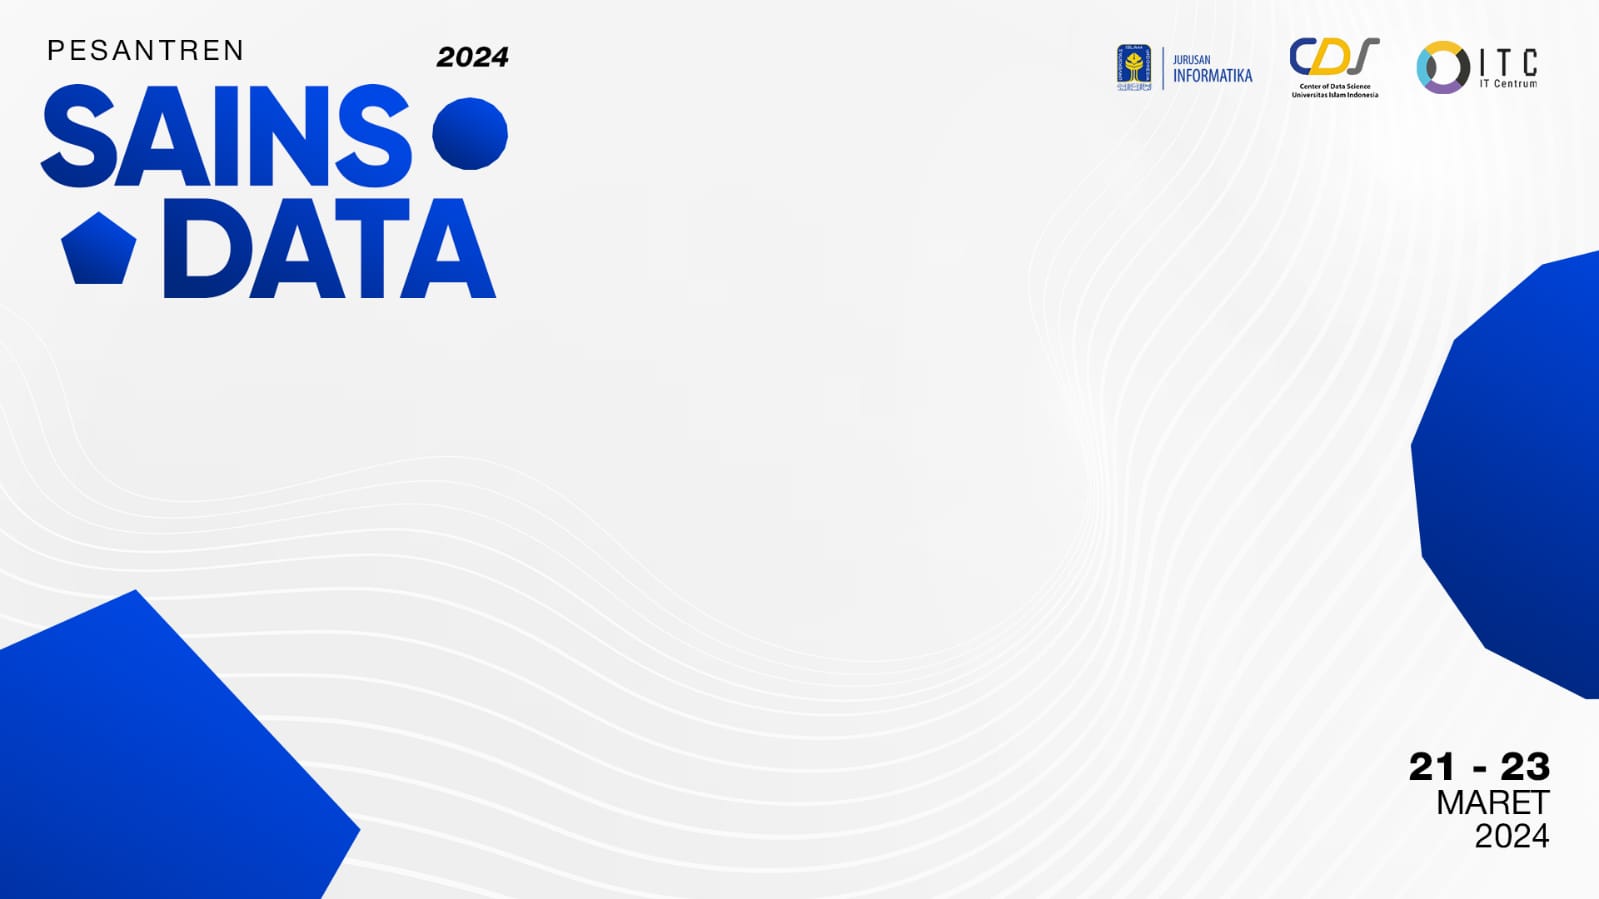 PESANTREN
2024
SAINS
DATA
JURUSAN
INFORMATIKA
CDS
Center of Data Science
Universitas Islam Indonesia
ITC
IT Centrum
21 - 23
MARET
2024